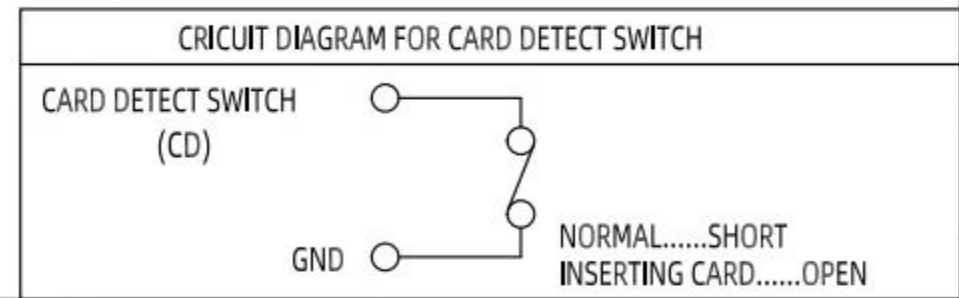 CRICUIT DIAGRAM FOR CARD DETECT SWITCH
CARD DETECT SWITCH
(CD)
GND
NORMAL......SHORT
INSERTING CARD......OPEN